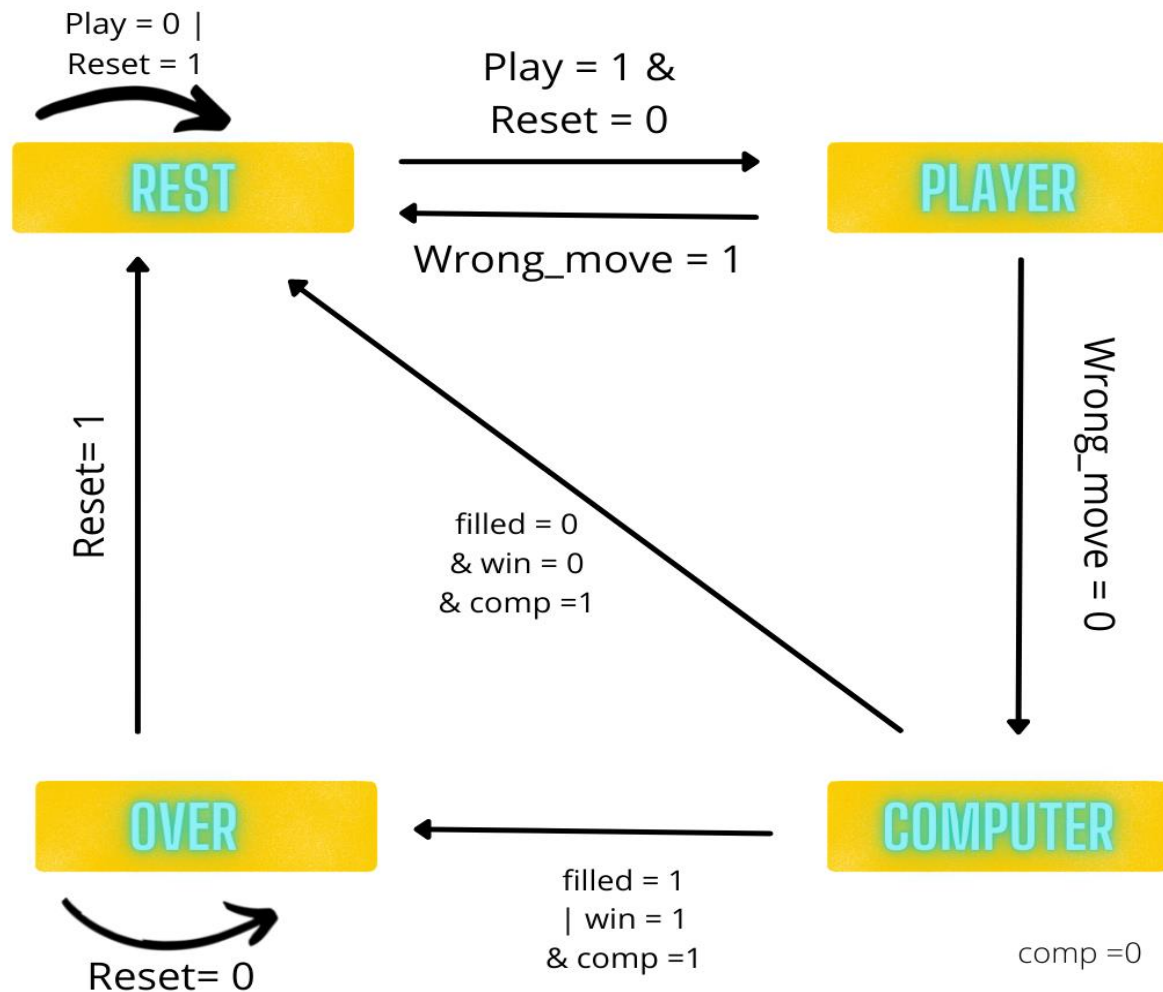 Play = 0 |
Reset = 1
Play = 1 &
Reset = 0
REST
PLAYER
Wrong_move = 1
Wrong_move = 0
Reset= 1
filled = 0
& win = 0
& comp =1
OVER
COMPUTER
filled = 1
| win = 1
& comp =1
comp =0
Reset= 0